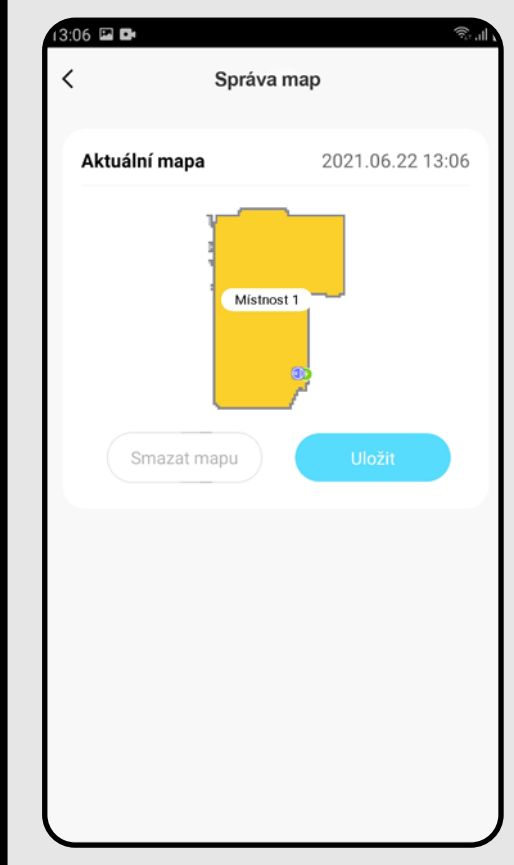 13:06
Správa map
Aktuální mapa 2021.06.22 13:06
Místnost 1
Smazat mapu Uložit